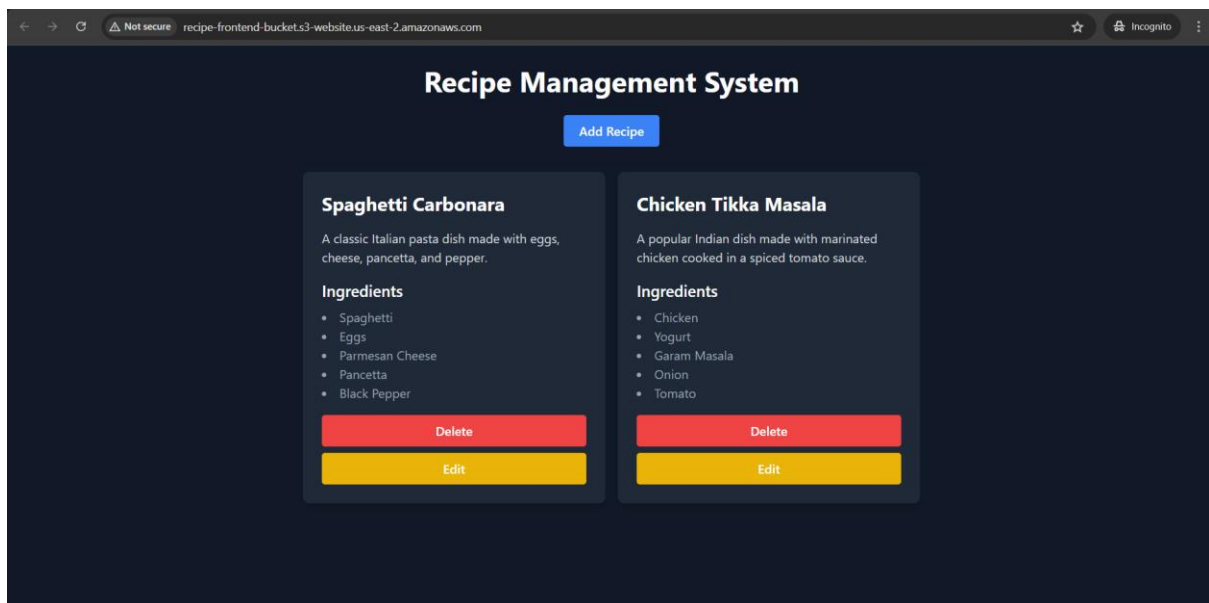 Not secure
recipe-frontend-bucket.s3-website.us-east-2.amazonaws.com
Incognito
Recipe Management System
Add Recipe
Spaghetti Carbonara
A classic Italian pasta dish made with eggs,
cheese, pancetta, and pepper.
Ingredients
• Spaghetti
• Eggs
• Parmesan Cheese
• Pancetta
• Black Pepper
Delete
Edit
Chicken Tikka Masala
A popular Indian dish made with marinated
chicken cooked in a spiced tomato sauce.
Ingredients
• Chicken
• Yogurt
• Garam Masala
• Onion
• Tomato
Delete
Edit